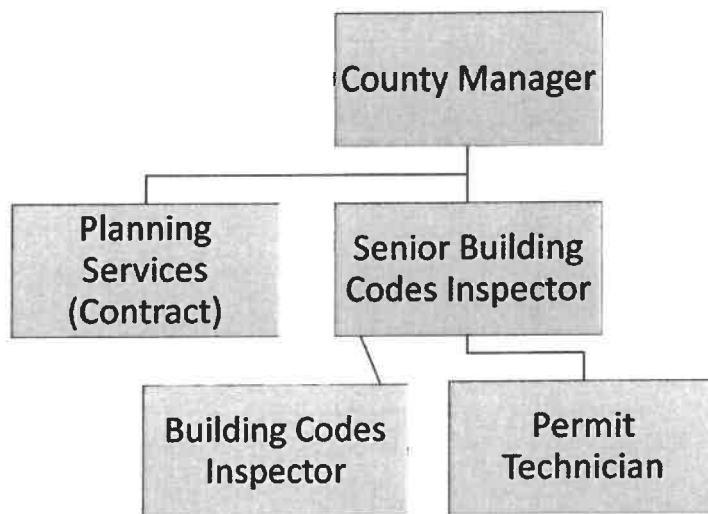 County Manager
Planning
Services
(Contract)
Senior Building
Codes Inspector
Building Codes
Inspector
Permit
Technician